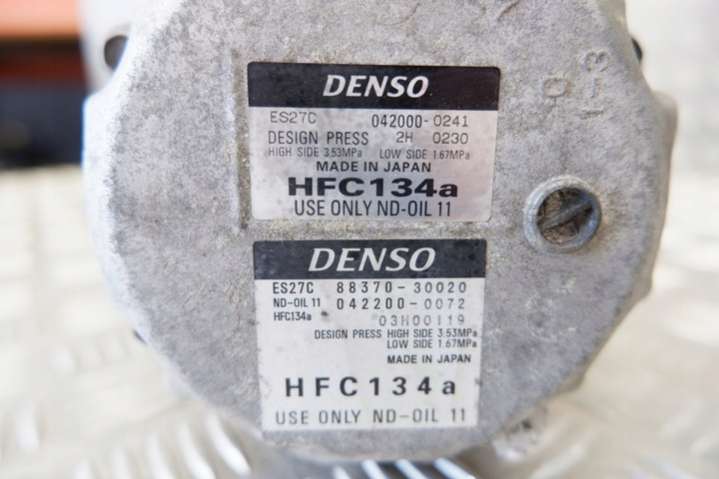 DENSO
ES27C 042000-0241
DESIGN PRESS 2H 0230
HIGH SIDE 3.53MPa LOW SIDE 1.67MPa
MADE IN JAPAN
HFC134a
USE ONLY ND-OIL 11
DENSO
ES27C 88370-30020
ND-OIL 11 042200-0072
HFC134a 03H00119
DESIGN PRESS HIGH SIDE 3.53MPa
LOW SIDE 1.67MPa
MADE IN JAPAN
HFC134a
USE ONLY ND-OIL 11
1-3